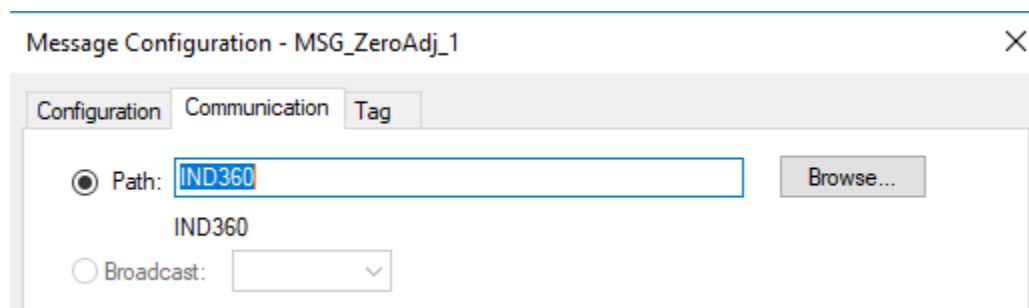 Message Configuration - MSG_ZeroAdj_1
Configuration Communication Tag
Path: IND360 Browse...
IND360
Broadcast: